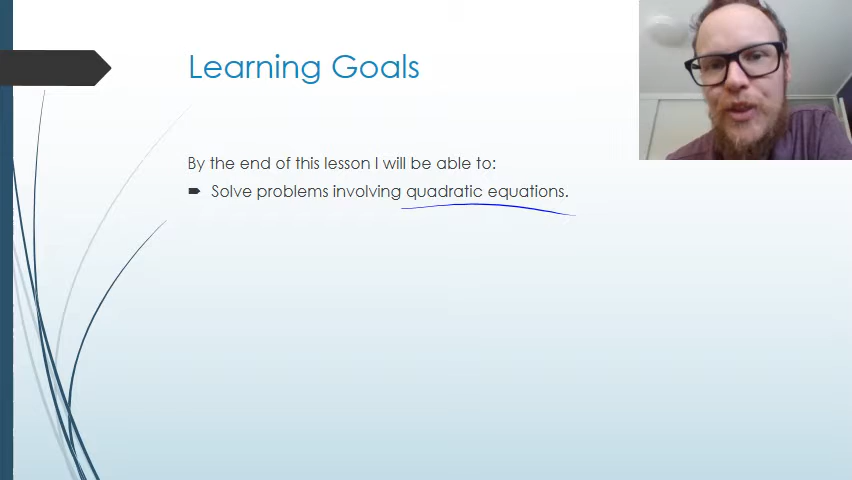 Learning Goals
By the end of this lesson I will be able to:
Solve problems involving quadratic equations.